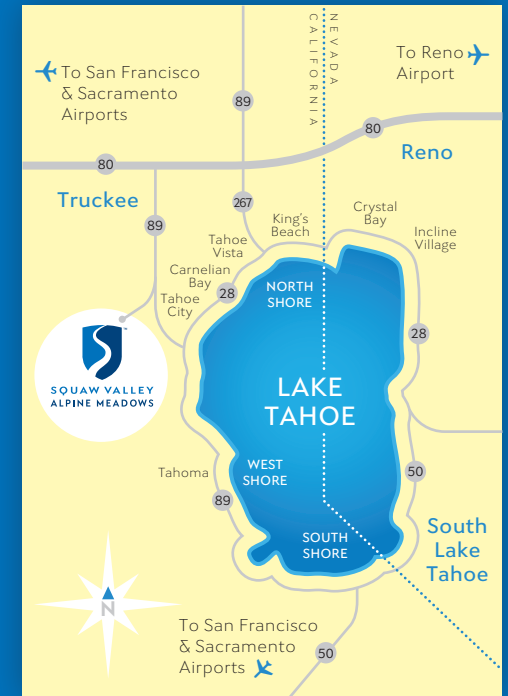 NEVADA
CALIFORNIA
To San Francisco
& Sacramento
Airports
To Reno
Airport
89
80
80
Reno
Truckee
267
89
King's
Beach
Crystal
Bay
Incline
Village
Tahoe
Vista
Carnelian
Bay
28
Tahoe
City
NORTH
SHORE
28
SQUAW VALLEY
ALPINE MEADOWS
™
LAKE
TAHOE
Tahoma
WEST
SHORE
50
89
SOUTH
SHORE
South
Lake
Tahoe
N
To San Francisco
& Sacramento
Airports
50